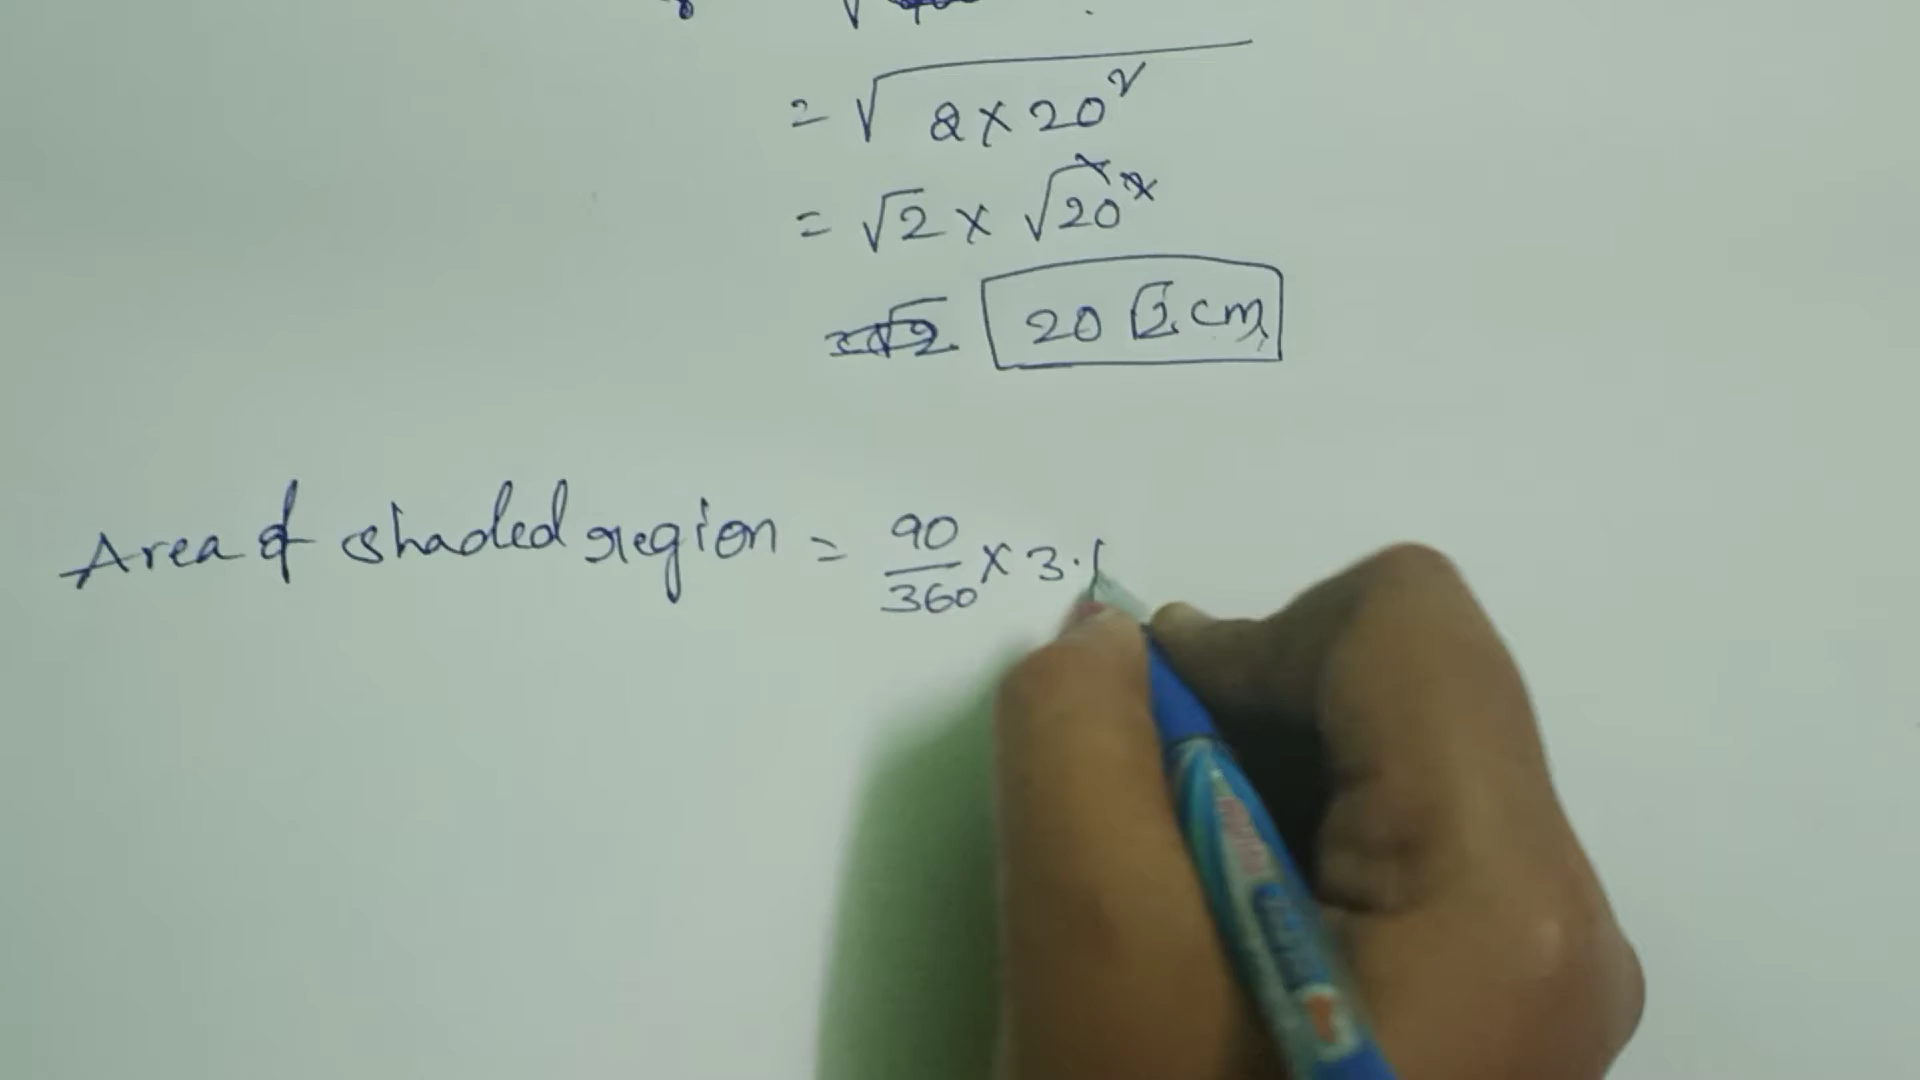 = √ 2 × 20²
= √2 × √20²
20 √2 cm
Area of shaded region = 90/360 × 3.1